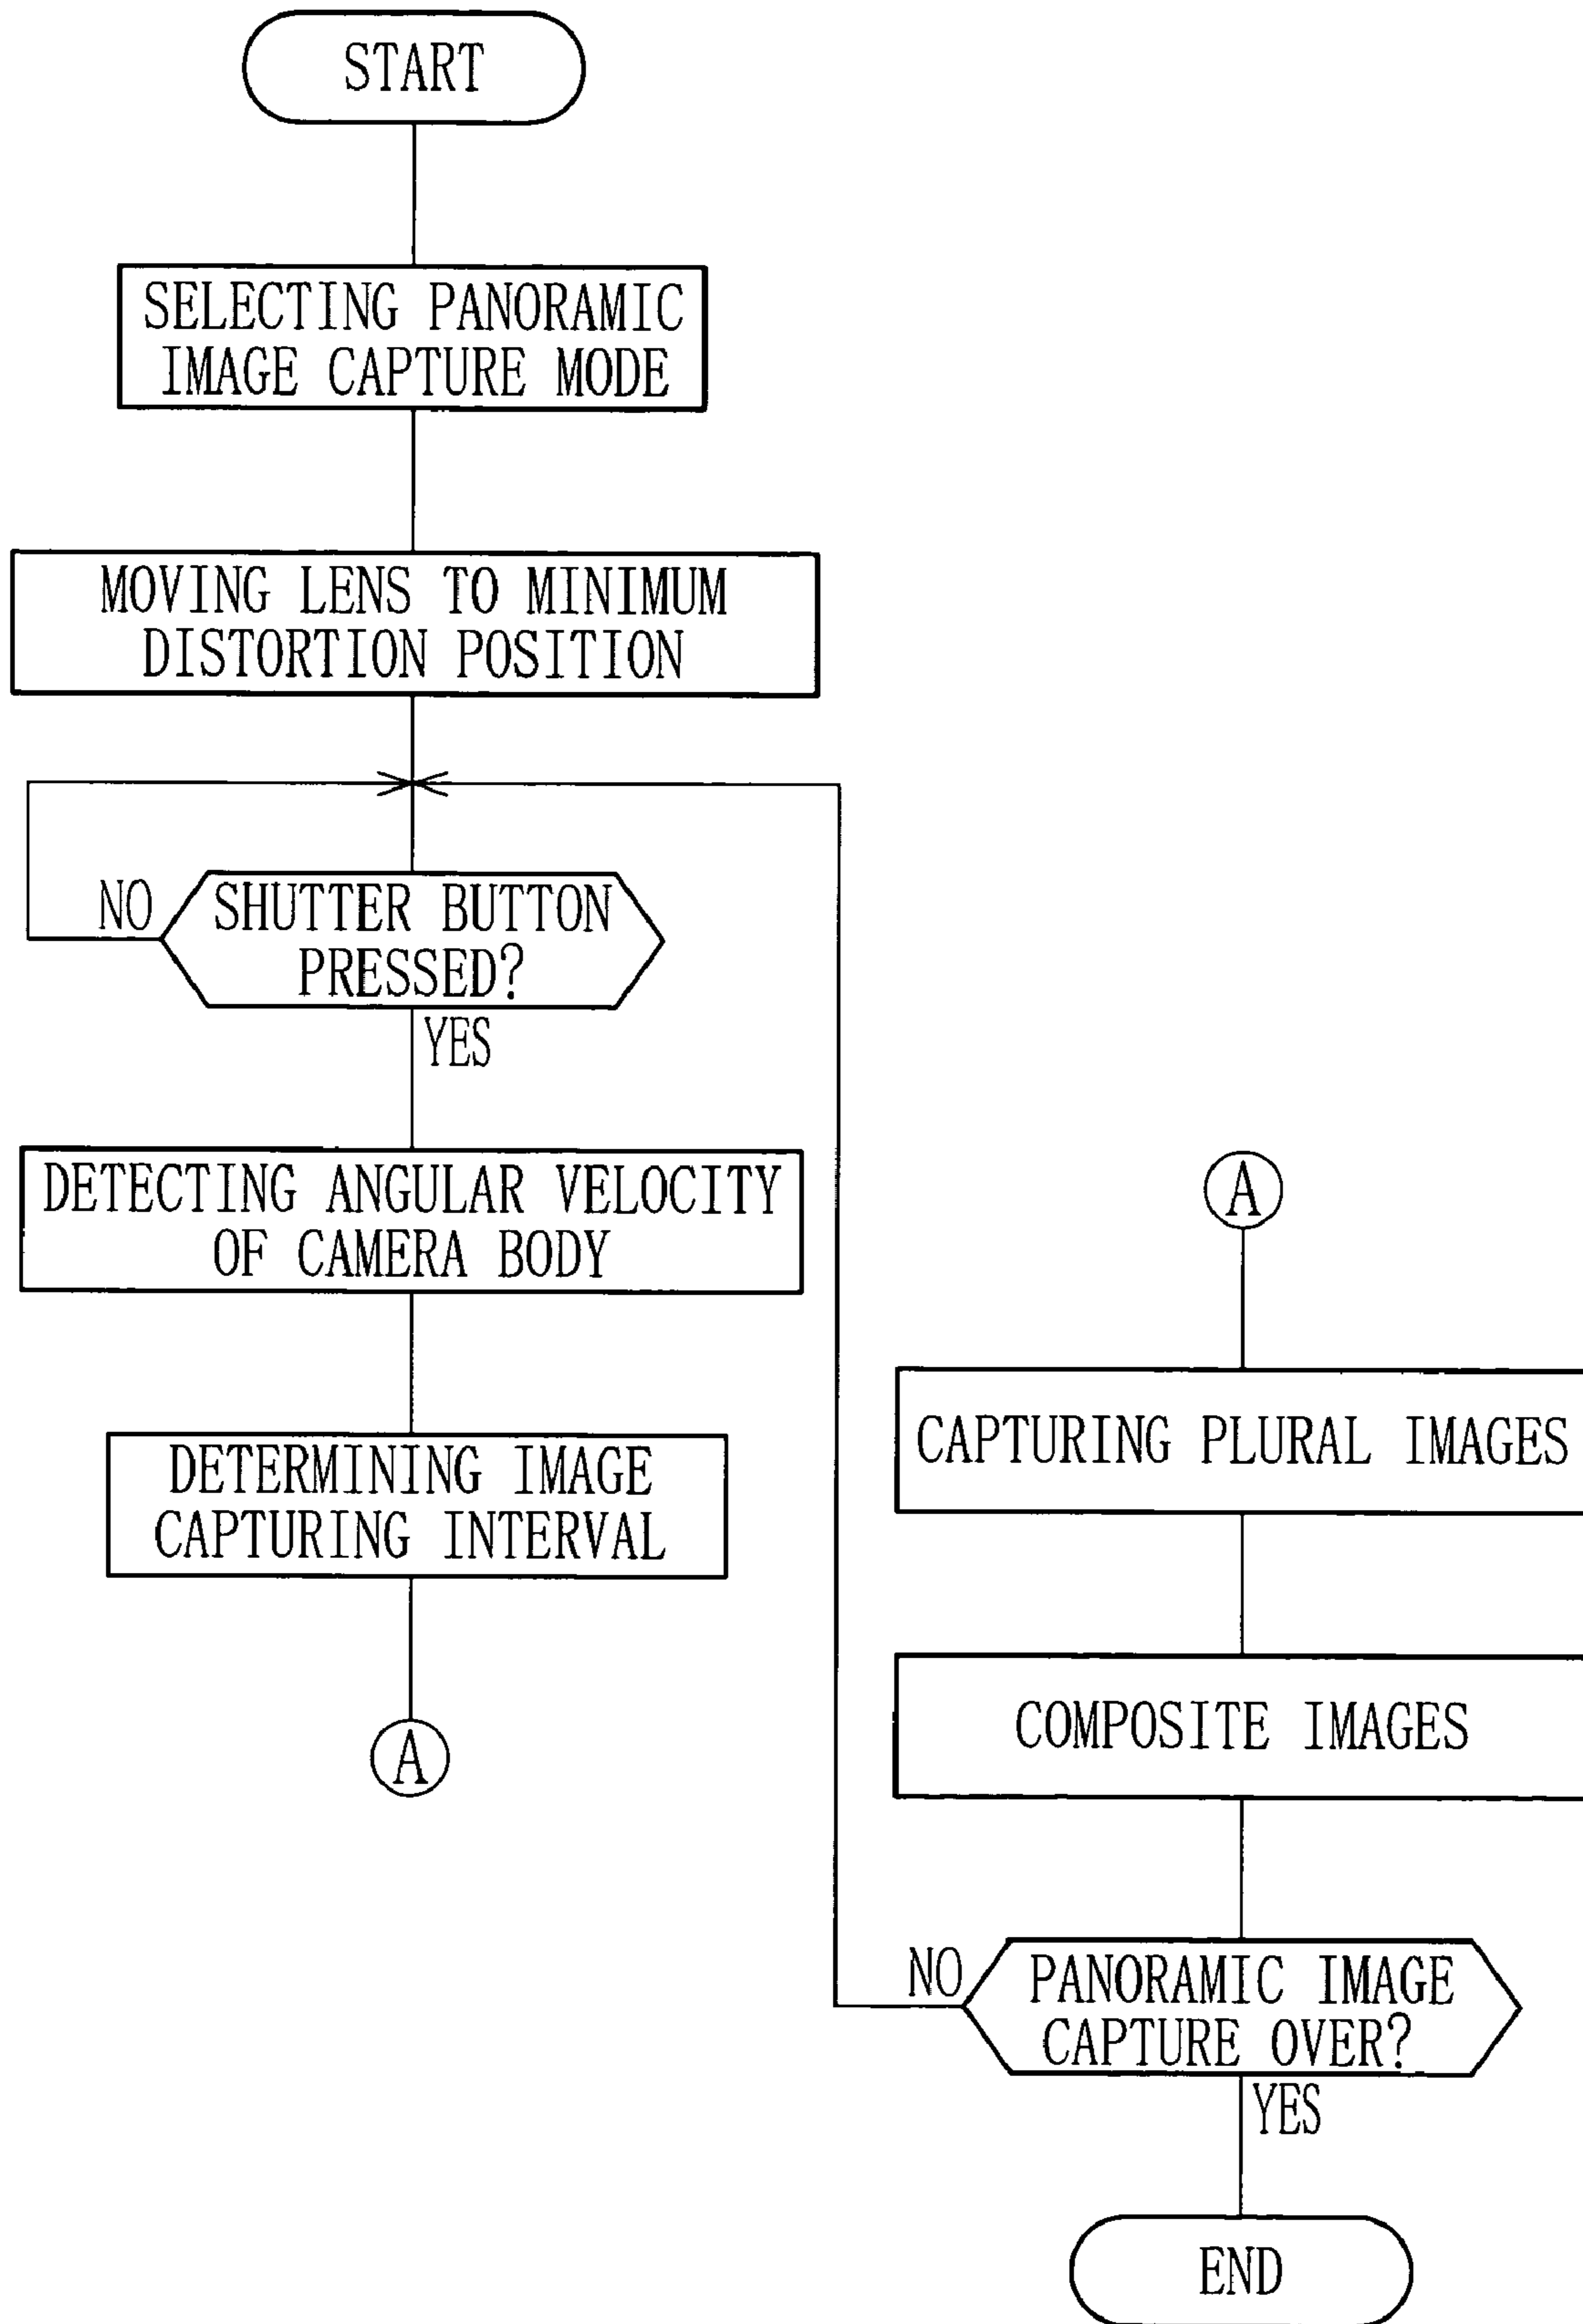 START
SELECTING PANORAMIC
IMAGE CAPTURE MODE
MOVING LENS TO MINIMUM
DISTORTION POSITION
NO
SHUTTER BUTTON
PRESSED?
YES
DETECTING ANGULAR VELOCITY
OF CAMERA BODY
DETERMINING IMAGE
CAPTURING INTERVAL
A
A
CAPTURING PLURAL IMAGES
COMPOSITE IMAGES
NO
PANORAMIC IMAGE
CAPTURE OVER?
YES
END